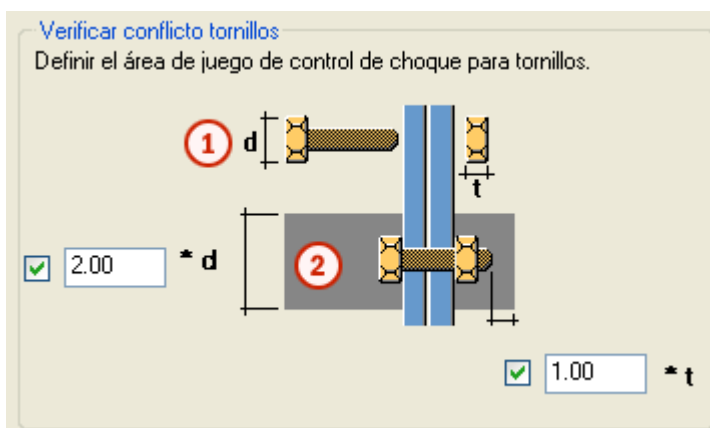 Verificar conflicto tornillos
Definir el área de juego de control de choque para tornillos.
1 d
t
2.00 * d
2
1.00 * t